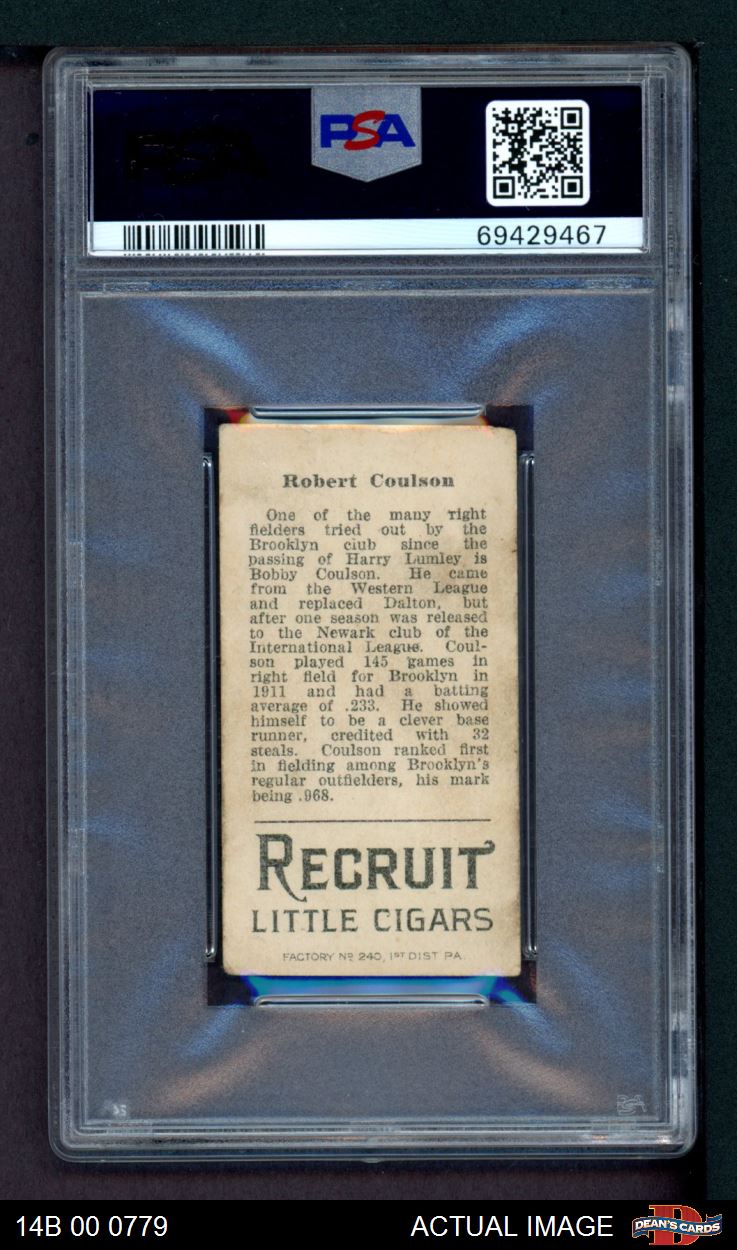 PSA
69429467
Robert Coulson
One of the many right
fielders tried out by the
Brooklyn club since the
passing of Harry Lumley is
Bobby Coulson. He came
from the Western League
and replaced Dalton, but
after one season was released
to the Newark club of the
International League. Coul-
son played 145 games in
right field for Brooklyn in
1911 and had a batting
average of .233. He showed
himself to be a clever base
runner, credited with 32
steals. Coulson ranked first
in fielding among Brooklyn's
regular outfielders, his mark
being .968.
RECRUIT
LITTLE CIGARS
FACTORY Nº 240, 1ST DIST PA.
PSA
14B 00 0779
ACTUAL IMAGE
DEAN'S CARDS